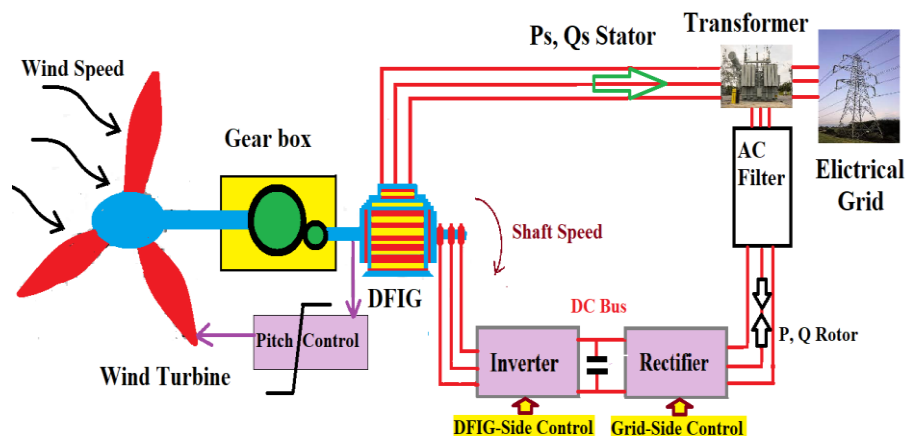 Ps, Qs Stator
Transformer
Wind Speed
Gear box
AC
Filter
Elictrical
Grid
Shaft Speed
DFIG
DC Bus
P, Q Rotor
Pitch Control
Wind Turbine
Inverter
Rectifier
DFIG-Side Control
Grid-Side Control